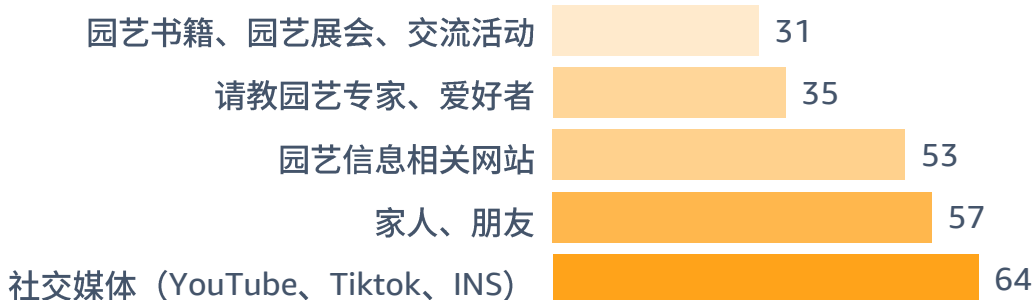 园艺书籍、园艺展会、交流活动 31
请教园艺专家、爱好者 35
园艺信息相关网站 53
家人、朋友 57
社交媒体（YouTube、Tiktok、INS） 64